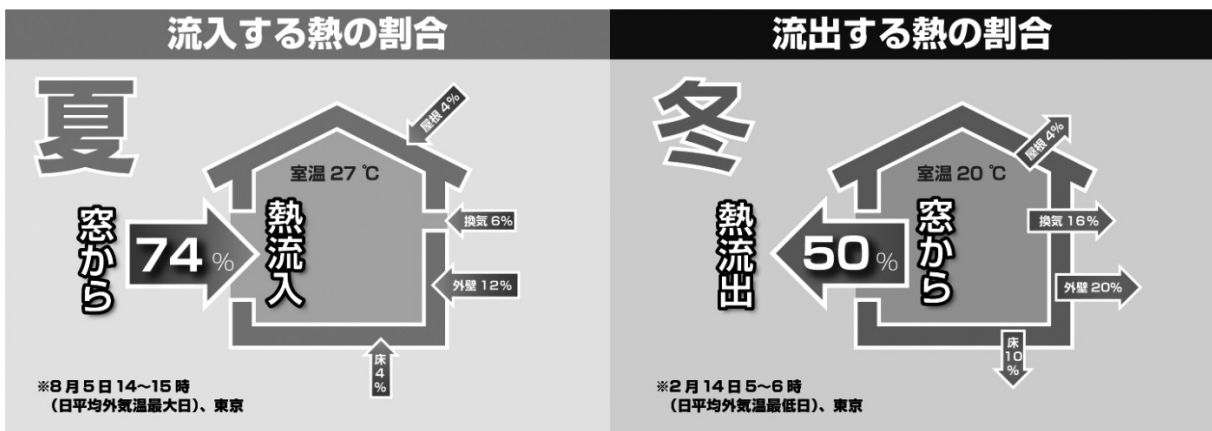 流入する熱の割合
夏
屋根 4%
室温 27 ℃
窓から
74 %
熱流入
換気 6%
外壁 12%
床 4%
※8月5日14～15時
（日平均外気温最大日）、東京
流出する熱の割合
冬
屋根 4%
室温 20 ℃
熱流出
50 %
窓から
換気 16%
外壁 20%
床 10%
※2月14日5～6時
（日平均外気温最低日）、東京